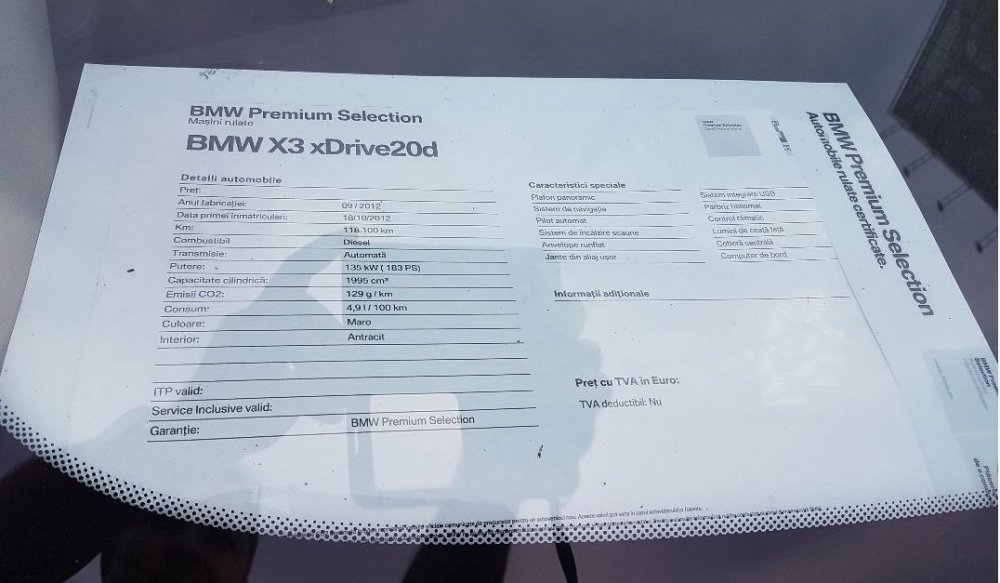 BMW Premium Selection
Mașini rulate
BMW X3 xDrive20d
Detalii automobile
Preț:
Anul fabricației: 09 / 2012
Data primei înmatriculări: 18/10/2012
Km: 118.100 km
Combustibil Diesel
Transmisie: Automată
Putere: 135 kW ( 183 PS)
Capacitate cilindrică: 1995 cm³
Emisii CO2: 129 g / km
Consum: 4,9 l / 100 km
Culoare: Maro
Interior: Antracit
ITP valid:
Service Inclusive valid:
Garanție: BMW Premium Selection
Caracteristici speciale
Plafon panoramic
Sistem de navigație
Pilot automat
Sistem de încălzire scaune
Anvelope runflat
Jante din aliaj ușor
Sistem integrare USB
Parbriz heliomat
Control climatic
Lumini de ceață față
Cotieră centrală
Computer de bord
Informații adiționale
Preț cu TVA în Euro:
TVA deductibil: Nu
BMW Premium Selection
Automobile rulate certificate.